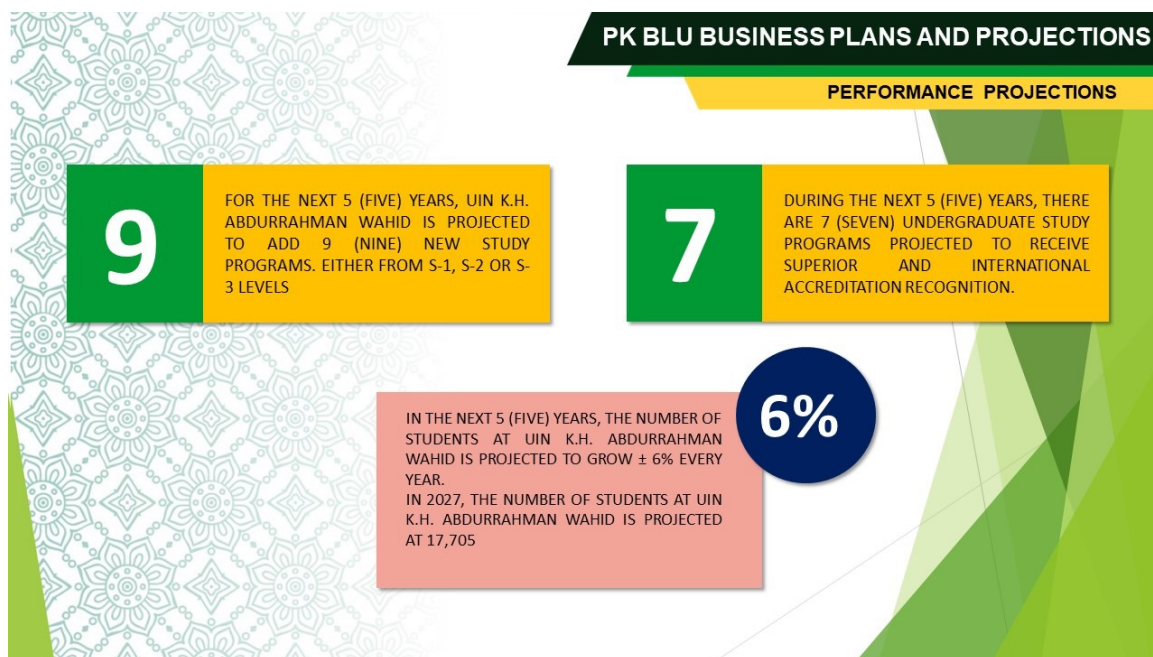 PK BLU BUSINESS PLANS AND PROJECTIONS
PERFORMANCE PROJECTIONS
9
FOR THE NEXT 5 (FIVE) YEARS, UIN K.H.
ABDURRAHMAN WAHID IS PROJECTED
TO ADD 9 (NINE) NEW STUDY
PROGRAMS. EITHER FROM S-1, S-2 OR S-
3 LEVELS
7
DURING THE NEXT 5 (FIVE) YEARS, THERE
ARE 7 (SEVEN) UNDERGRADUATE STUDY
PROGRAMS PROJECTED TO RECEIVE
SUPERIOR AND INTERNATIONAL
ACCREDITATION RECOGNITION.
6%
IN THE NEXT 5 (FIVE) YEARS, THE NUMBER OF
STUDENTS AT UIN K.H. ABDURRAHMAN
WAHID IS PROJECTED TO GROW ± 6% EVERY
YEAR.
IN 2027, THE NUMBER OF STUDENTS AT UIN
K.H. ABDURRAHMAN WAHID IS PROJECTED
AT 17,705